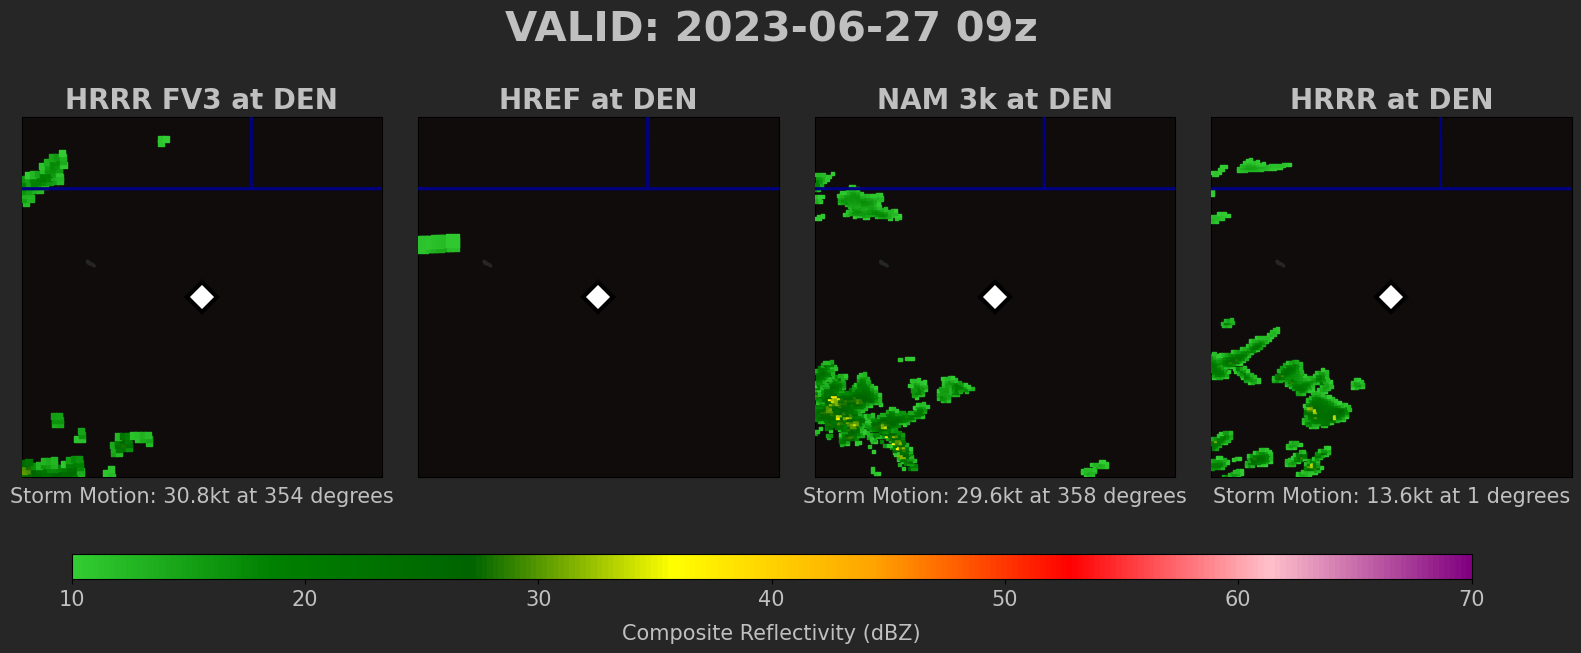 VALID: 2023-06-27 09z
HRRR FV3 at DEN
HREF at DEN
NAM 3k at DEN
HRRR at DEN
Storm Motion: 30.8kt at 354 degrees
Storm Motion: 29.6kt at 358 degrees
Storm Motion: 13.6kt at 1 degrees
10 20 30 40 50 60 70
Composite Reflectivity (dBZ)